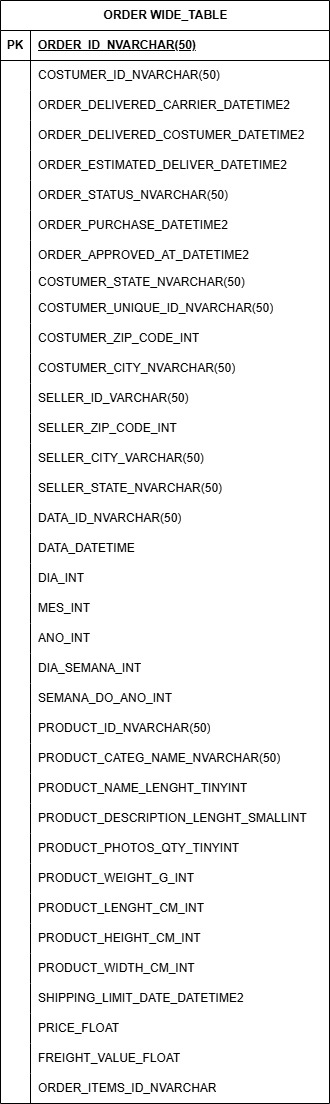 ORDER WIDE_TABLE
PK ORDER_ID_NVARCHAR(50)
COSTUMER_ID_NVARCHAR(50)
ORDER_DELIVERED_CARRIER_DATETIME2
ORDER_DELIVERED_COSTUMER_DATETIME2
ORDER_ESTIMATED_DELIVER_DATETIME2
ORDER_STATUS_NVARCHAR(50)
ORDER_PURCHASE_DATETIME2
ORDER_APPROVED_AT_DATETIME2
COSTUMER_STATE_NVARCHAR(50)
COSTUMER_UNIQUE_ID_NVARCHAR(50)
COSTUMER_ZIP_CODE_INT
COSTUMER_CITY_NVARCHAR(50)
SELLER_ID_VARCHAR(50)
SELLER_ZIP_CODE_INT
SELLER_CITY_VARCHAR(50)
SELLER_STATE_NVARCHAR(50)
DATA_ID_NVARCHAR(50)
DATA_DATETIME
DIA_INT
MES_INT
ANO_INT
DIA_SEMANA_INT
SEMANA_DO_ANO_INT
PRODUCT_ID_NVARCHAR(50)
PRODUCT_CATEG_NAME_NVARCHAR(50)
PRODUCT_NAME_LENGHT_TINYINT
PRODUCT_DESCRIPTION_LENGHT_SMALLINT
PRODUCT_PHOTOS_QTY_TINYINT
PRODUCT_WEIGHT_G_INT
PRODUCT_LENGHT_CM_INT
PRODUCT_HEIGHT_CM_INT
PRODUCT_WIDTH_CM_INT
SHIPPING_LIMIT_DATE_DATETIME2
PRICE_FLOAT
FREIGHT_VALUE_FLOAT
ORDER_ITEMS_ID_NVARCHAR